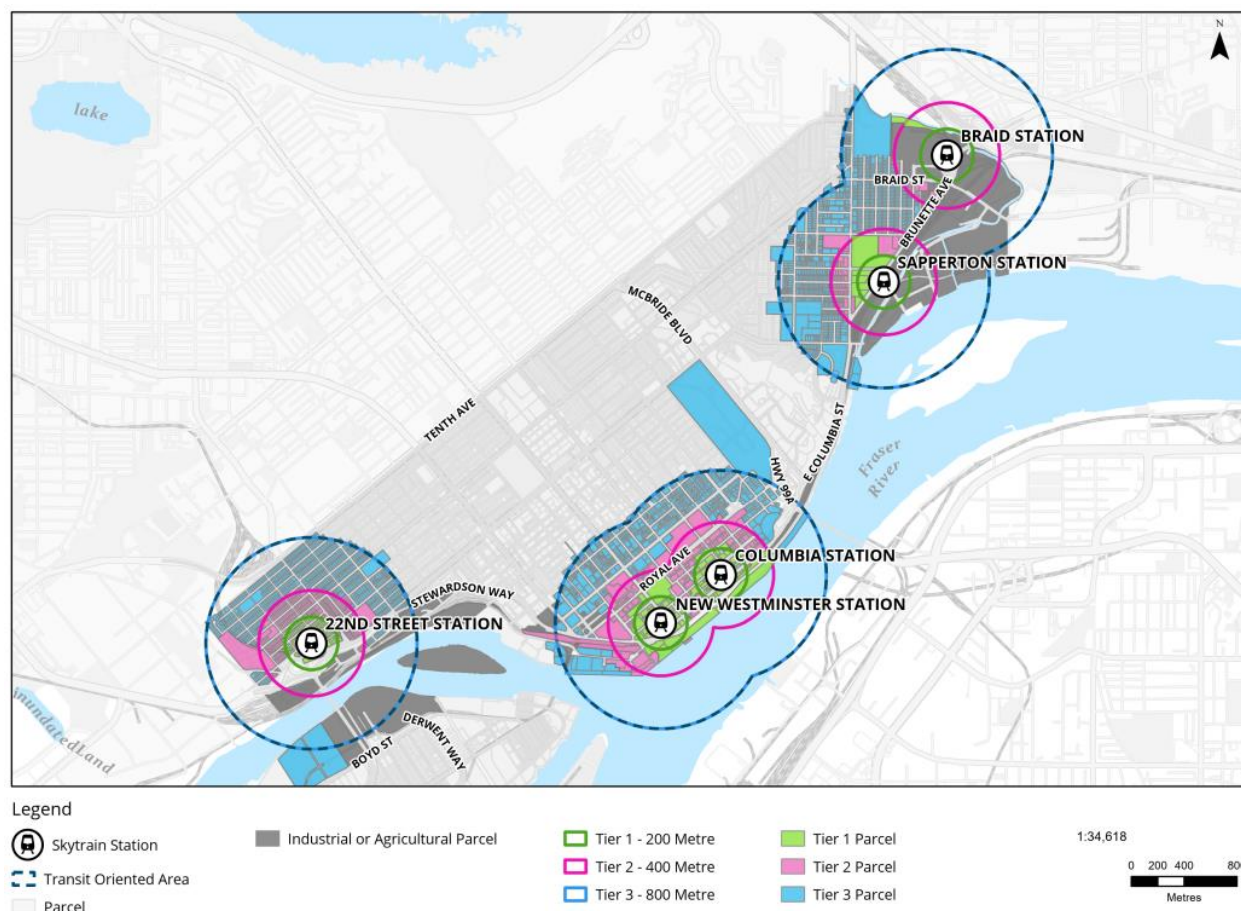 N
lake
BRAID STATION
BRAID ST
BRUNETTE AVE
SAPPERTON STATION
MCBRIDE BLVD
TENTH AVE
E COLUMBIA ST
Fraser
River
HWY 99A
COLUMBIA STATION
ROYAL AVE
NEW WESTMINSTER STATION
STEWARDSON WAY
22ND STREET STATION
DERWENT WAY
BOYD ST
inundatedLand
Legend
Skytrain Station
Transit Oriented Area
Parcel
Industrial or Agricultural Parcel
Tier 1 - 200 Metre
Tier 2 - 400 Metre
Tier 3 - 800 Metre
Tier 1 Parcel
Tier 2 Parcel
Tier 3 Parcel
1:34,618
0 200 400 800
Metres